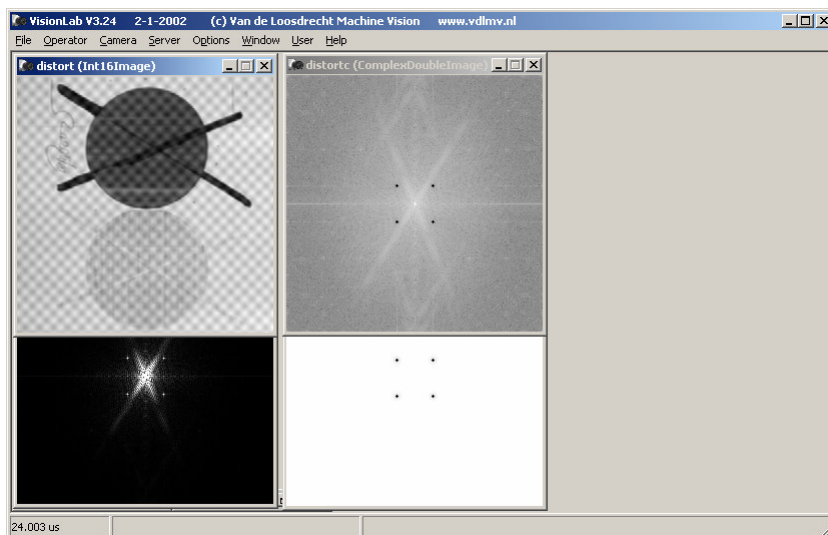 VisionLab V3.24 2-1-2002 (c) Van de Loosdrecht Machine Vision www.vdlmv.nl
File Operator Camera Server Options Window User Help
distort (Int16Image)
distortc (ComplexDoubleImage)
24.003 us